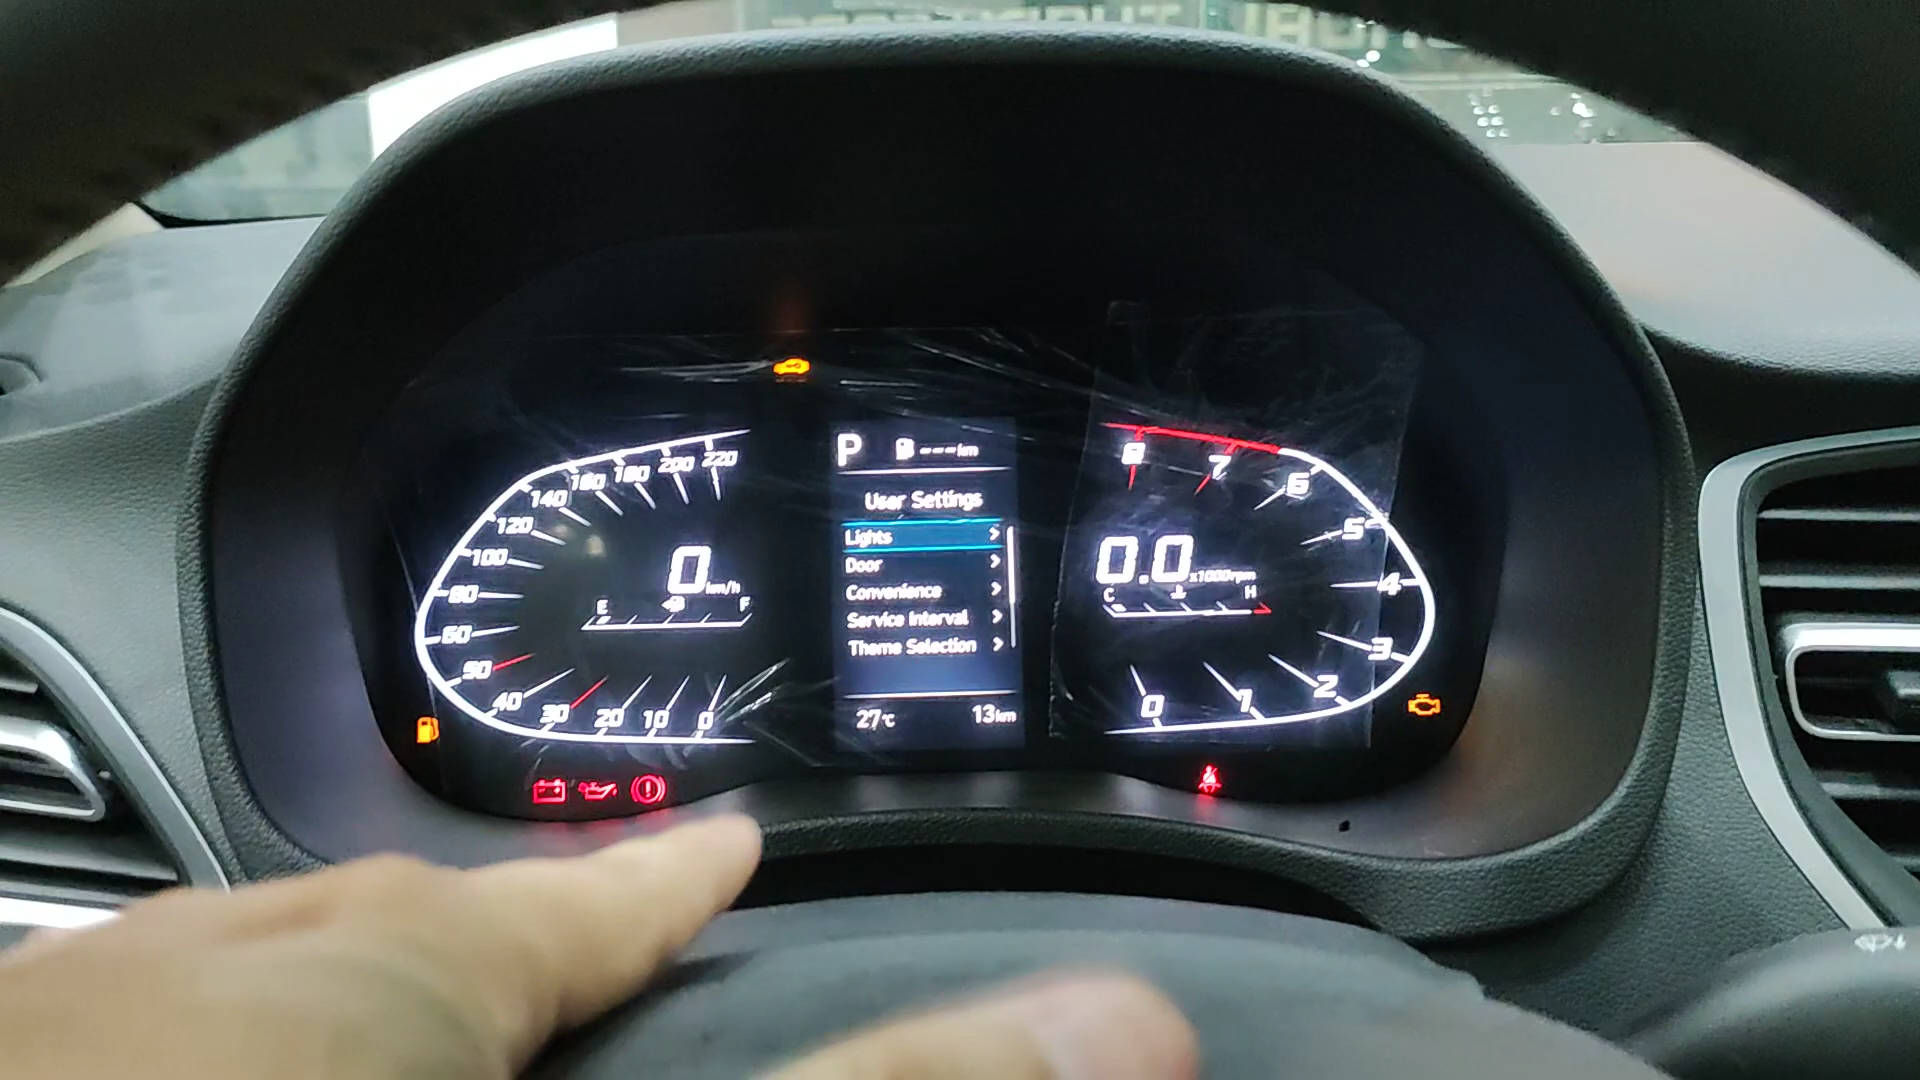 P --- km
User Settings
Lights >
Door >
Convenience >
Service Interval >
Theme Selection >
27°C 13km
220
200
180
160
140
120
100
80
60
50
40
30
20
10
0
0 km/h
E F
8
7
6
5
4
3
2
1
0
0.0 x1000rpm
C H